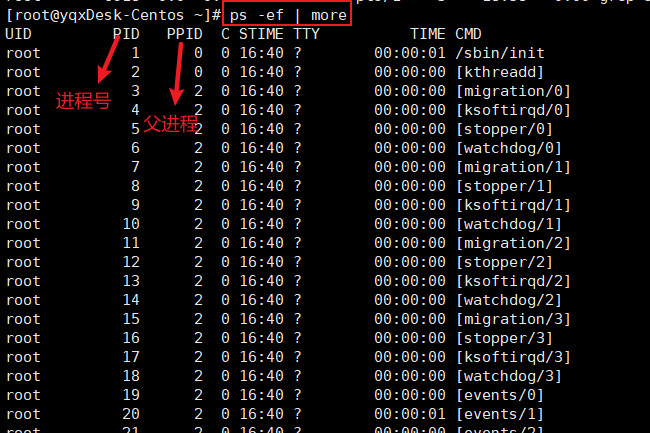 [root@yqxDesk-Centos ~]# ps -ef | more
UID PID PPID C STIME TTY TIME CMD
root 1 0 0 16:40 ? 00:00:01 /sbin/init
root 2 0 0 16:40 ? 00:00:00 [kthreadd]
root 3 2 0 16:40 ? 00:00:00 [migration/0]
进程号
root 4 2 0 16:40 ? 00:00:00 [ksoftirqd/0]
父进程
root 5 2 0 16:40 ? 00:00:00 [stopper/0]
root 6 2 0 16:40 ? 00:00:00 [watchdog/0]
root 7 2 0 16:40 ? 00:00:00 [migration/1]
root 8 2 0 16:40 ? 00:00:00 [stopper/1]
root 9 2 0 16:40 ? 00:00:00 [ksoftirqd/1]
root 10 2 0 16:40 ? 00:00:00 [watchdog/1]
root 11 2 0 16:40 ? 00:00:00 [migration/2]
root 12 2 0 16:40 ? 00:00:00 [stopper/2]
root 13 2 0 16:40 ? 00:00:00 [ksoftirqd/2]
root 14 2 0 16:40 ? 00:00:00 [watchdog/2]
root 15 2 0 16:40 ? 00:00:00 [migration/3]
root 16 2 0 16:40 ? 00:00:00 [stopper/3]
root 17 2 0 16:40 ? 00:00:00 [ksoftirqd/3]
root 18 2 0 16:40 ? 00:00:00 [watchdog/3]
root 19 2 0 16:40 ? 00:00:00 [events/0]
root 20 2 0 16:40 ? 00:00:01 [events/1]
root 21 2 0 16:40 ? 00:00:00 [events/2]